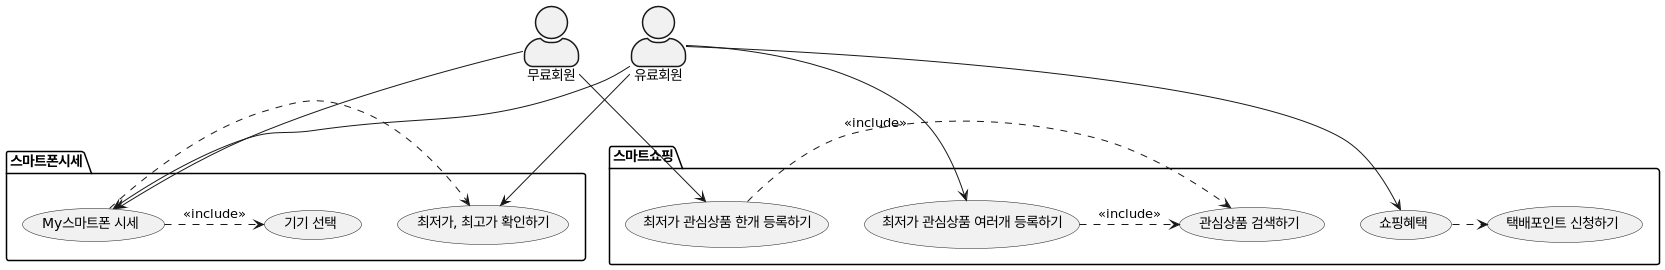 무료회원
유료회원
<<include>>
스마트폰시세
스마트쇼핑
My스마트폰 시세
<<include>>
기기 선택
최저가, 최고가 확인하기
최저가 관심상품 한개 등록하기
최저가 관심상품 여러개 등록하기
<<include>>
관심상품 검색하기
쇼핑혜택
택배포인트 신청하기